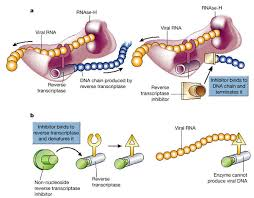 a
RNAse-H
Viral RNA
DNA chain produced by
reverse transcriptase
Reverse
transcriptase
RNAse-H
Viral RNA
Reverse
transcriptase
inhibitor
Inhibitor binds to
DNA chain and
terminates it
b
Inhibitor binds to
reverse transcriptase
and denatures it
Non-nucleoside
reverse transcriptase
inhibitor
Reverse
transcriptase
Viral RNA
Enzyme cannot
produce viral DNA